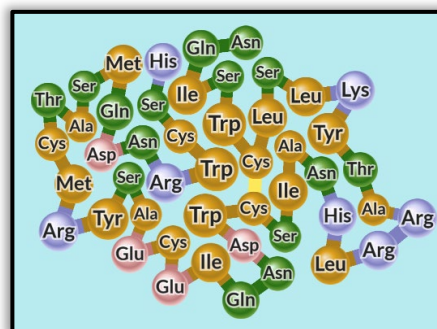 Gln Asn
Met His
Ser Ile Ser Ser Leu Lys
Thr Gln Ser
Ala Trp Leu Tyr
Cys Asn Cys Ala
Asp Cys Trp Asn Thr
Met Ser Arg Ile
Arg Tyr Ala Trp Cys His Ala Arg
Glu Cys Asp Ser Arg
Glu Ile Asn Leu
Gln